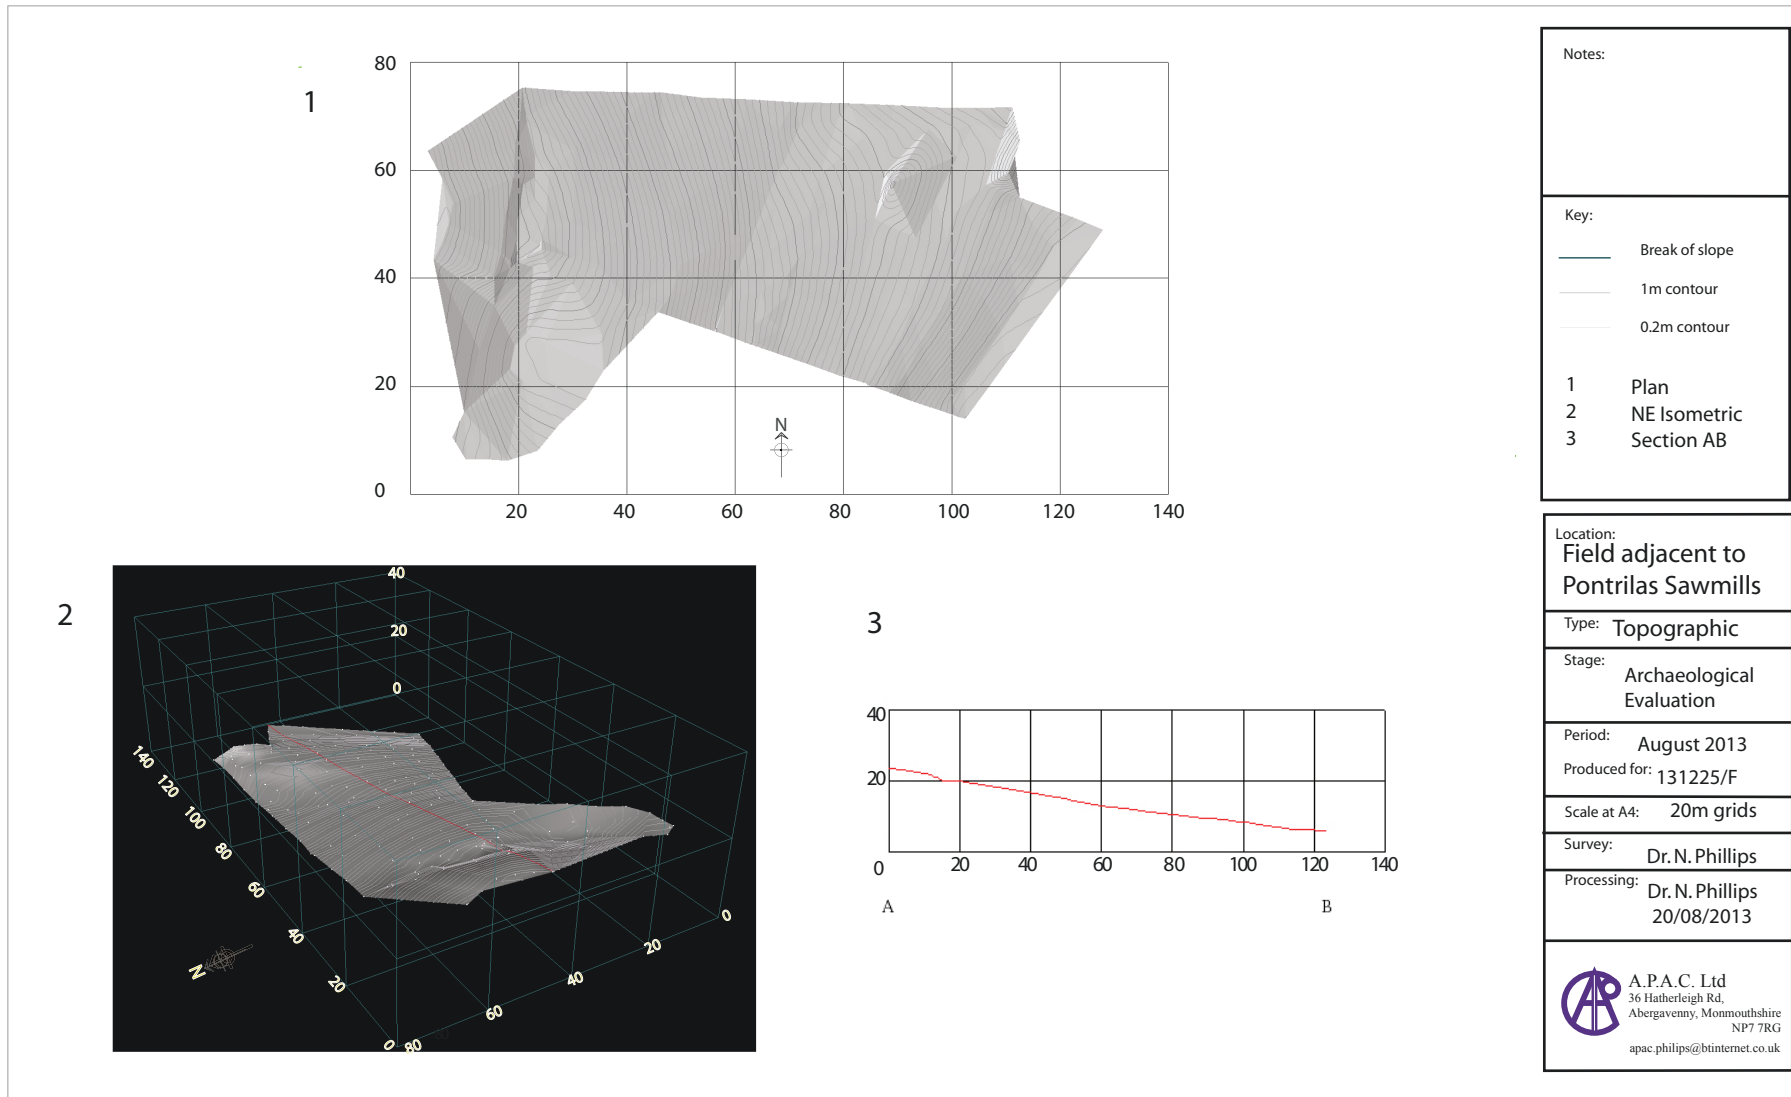 1
80
60
40
20
0
20
40
60
80
100
120
140
N
2
40
20
0
140
120
100
80
60
40
20
0
80
60
40
20
0
N
3
40
20
0
20
40
60
80
100
120
140
A
B
Notes:
Key:
Break of slope
1m contour
0.2m contour
1 Plan
2 NE Isometric
3 Section AB
Location:
Field adjacent to
Pontrilas Sawmills
Type: Topographic
Stage:
Archaeological
Evaluation
Period: August 2013
Produced for: 131225/F
Scale at A4: 20m grids
Survey: Dr. N. Phillips
Processing: Dr. N. Phillips
20/08/2013
A.P.A.C. Ltd
36 Hatherleigh Rd,
Abergavenny, Monmouthshire
NP7 7RG
apac.philips@btinternet.co.uk